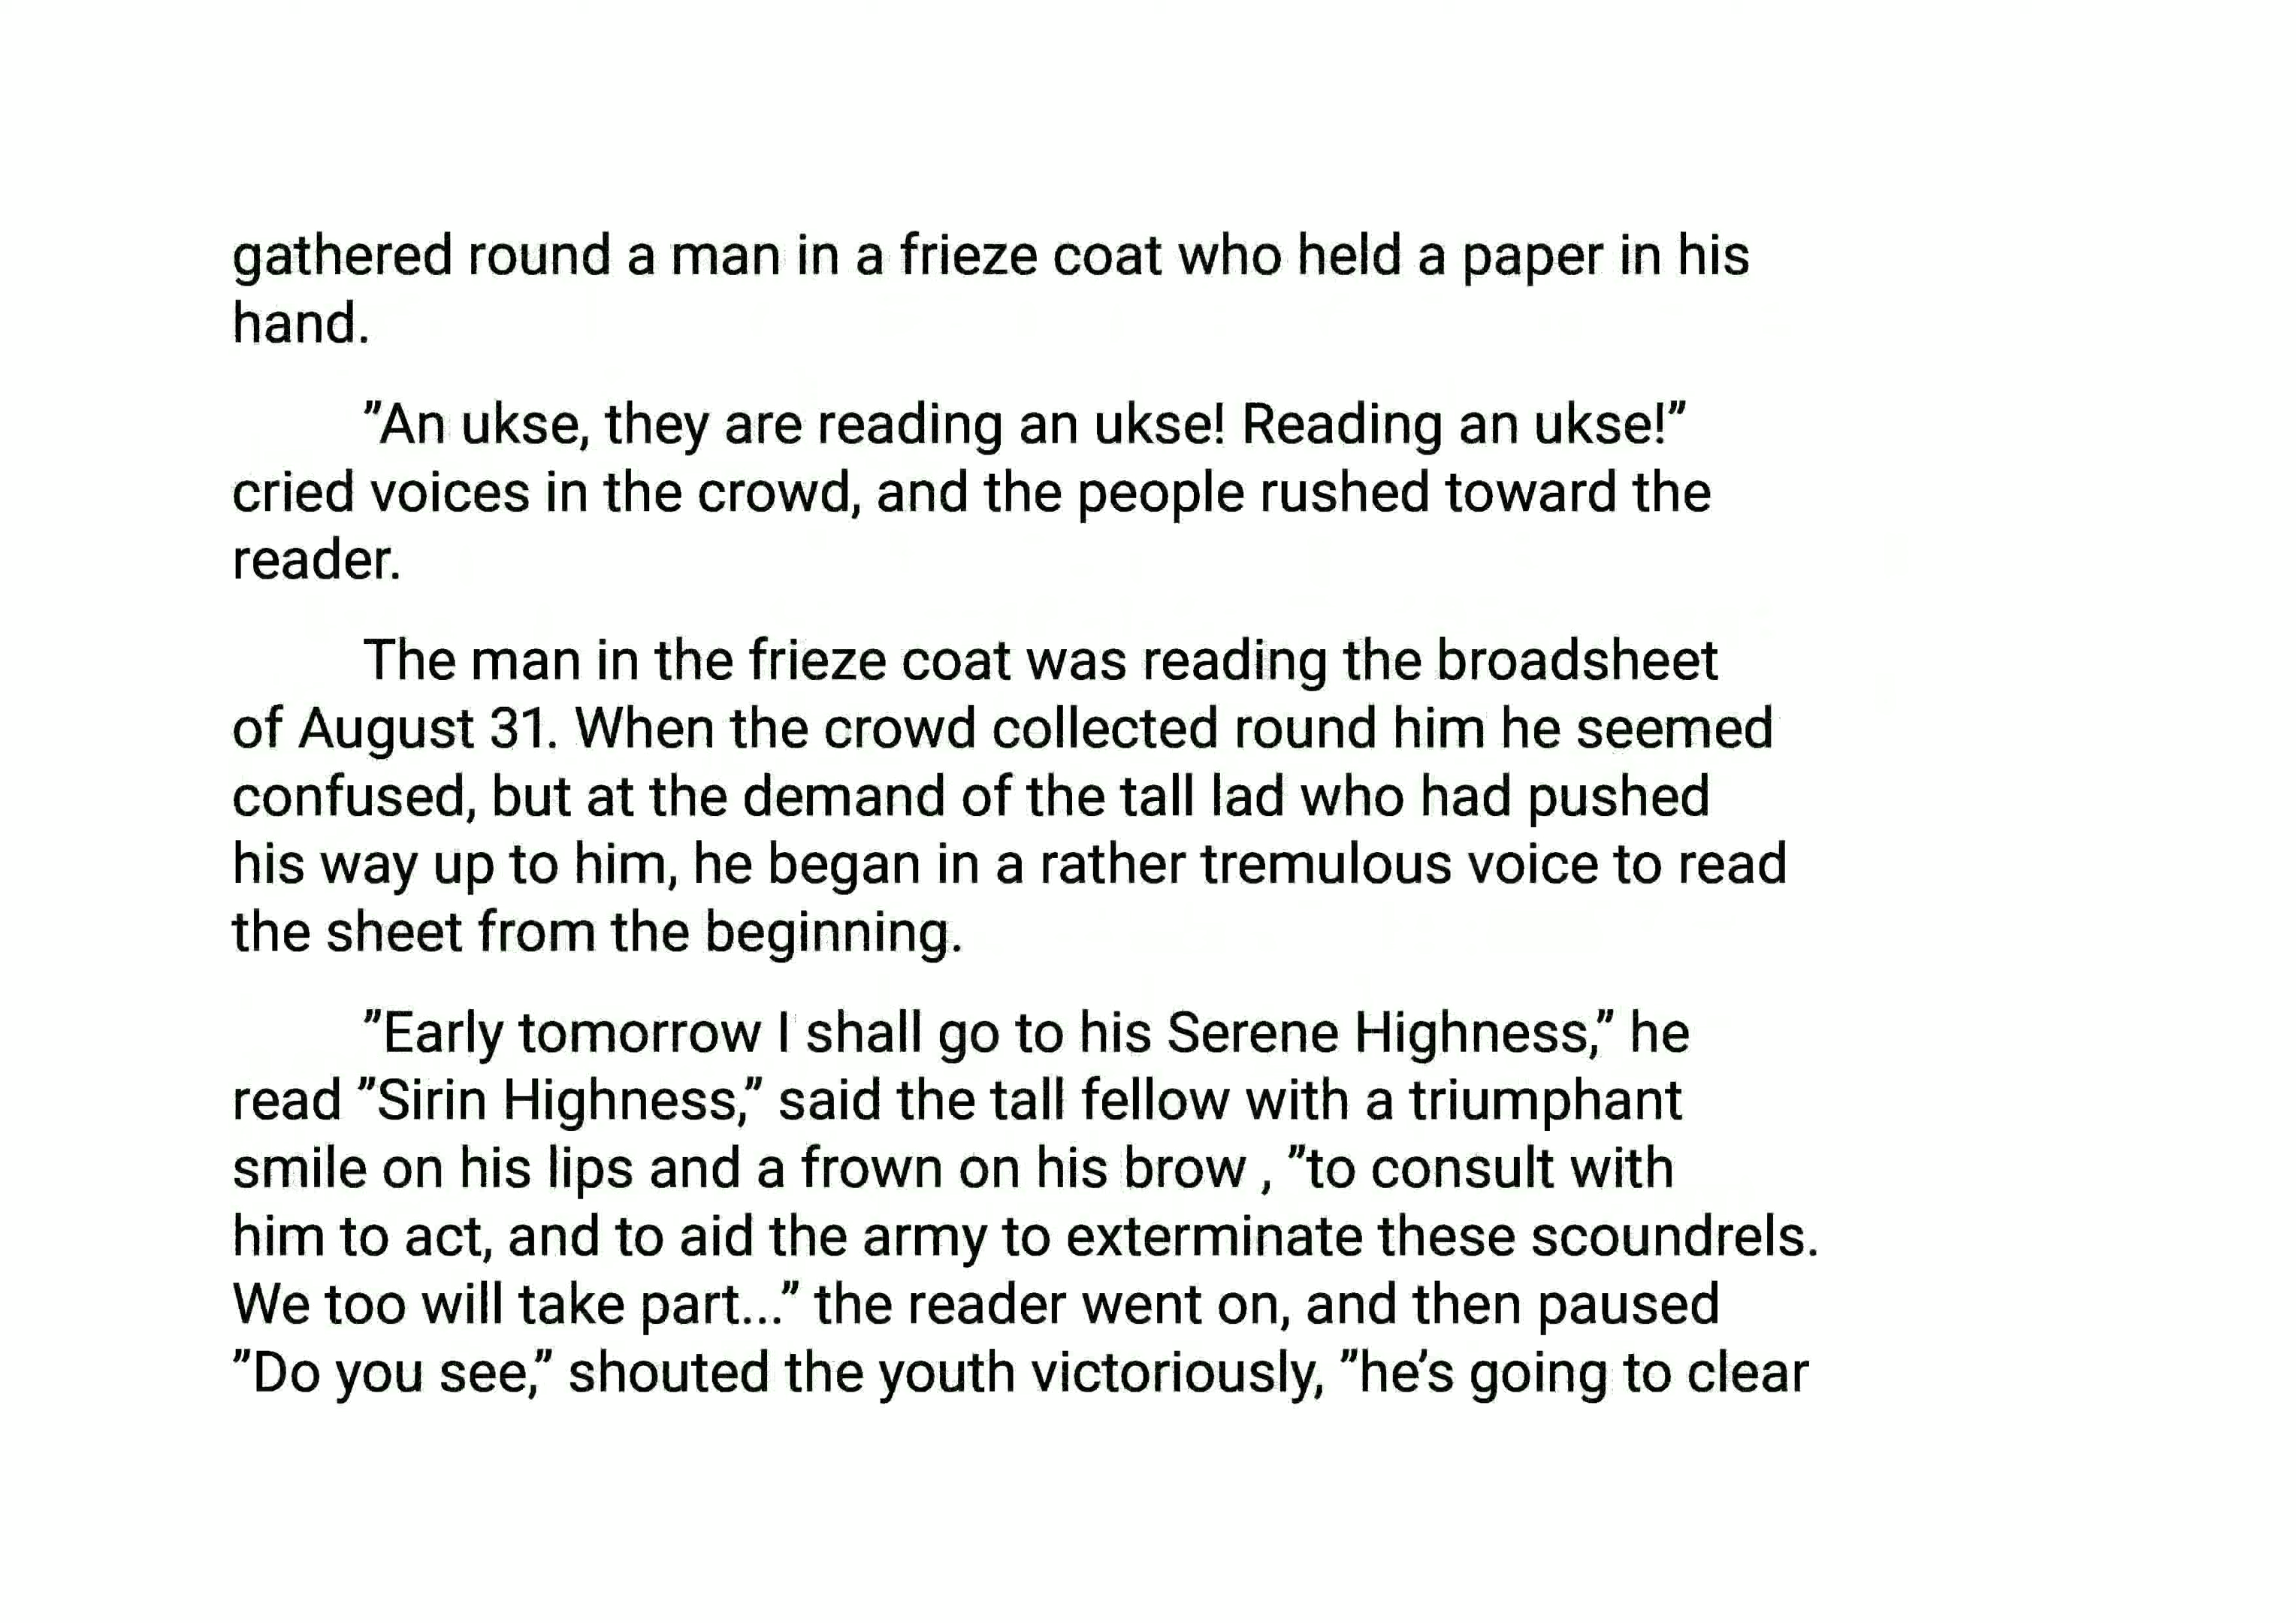 gathered round a man in a frieze coat who held a paper in his
hand.
”An ukse, they are reading an ukse! Reading an ukse!”
cried voices in the crowd, and the people rushed toward the
reader.
The man in the frieze coat was reading the broadsheet
of August 31. When the crowd collected round him he seemed
confused, but at the demand of the tall lad who had pushed
his way up to him, he began in a rather tremulous voice to read
the sheet from the beginning.
”Early tomorrow I shall go to his Serene Highness,” he
read ”Sirin Highness,” said the tall fellow with a triumphant
smile on his lips and a frown on his brow , ”to consult with
him to act, and to aid the army to exterminate these scoundrels.
We too will take part...” the reader went on, and then paused
”Do you see,” shouted the youth victoriously, ”he’s going to clear